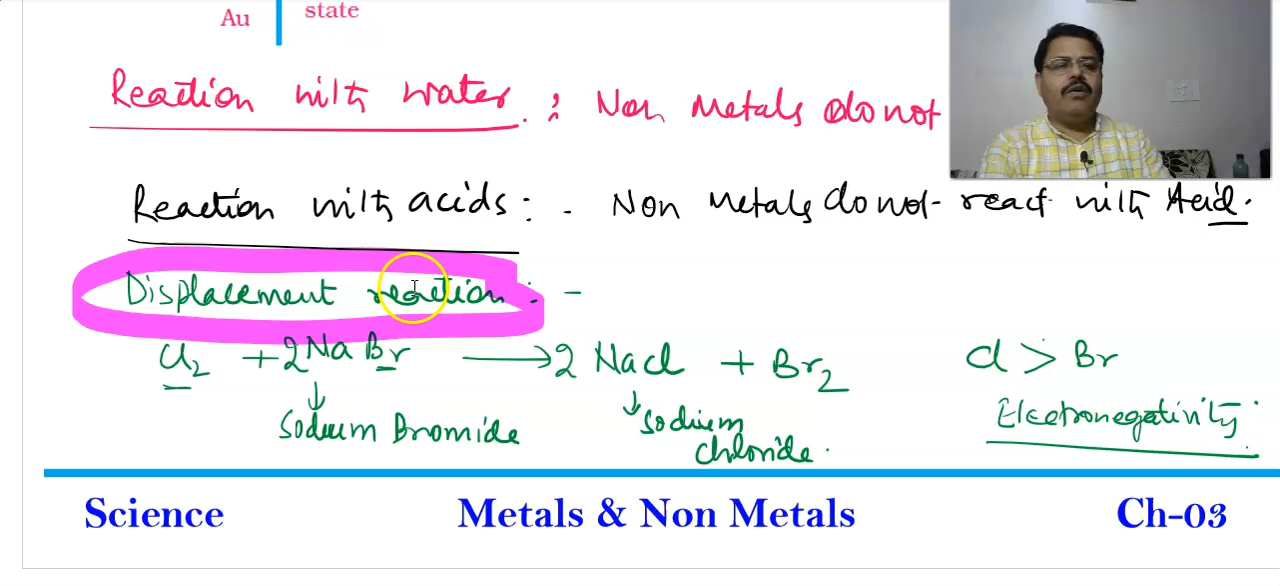 Au
state
Reaction with water : Non Metals do not
Reaction with acids :- Non Metals do not react with Acid.
Displacement reaction : -
Cl₂ + 2NaBr → 2 NaCl + Br₂ Cl > Br
Sodium Bromide
Sodium chloride.
Electronegativity
Science Metals & Non Metals Ch-03